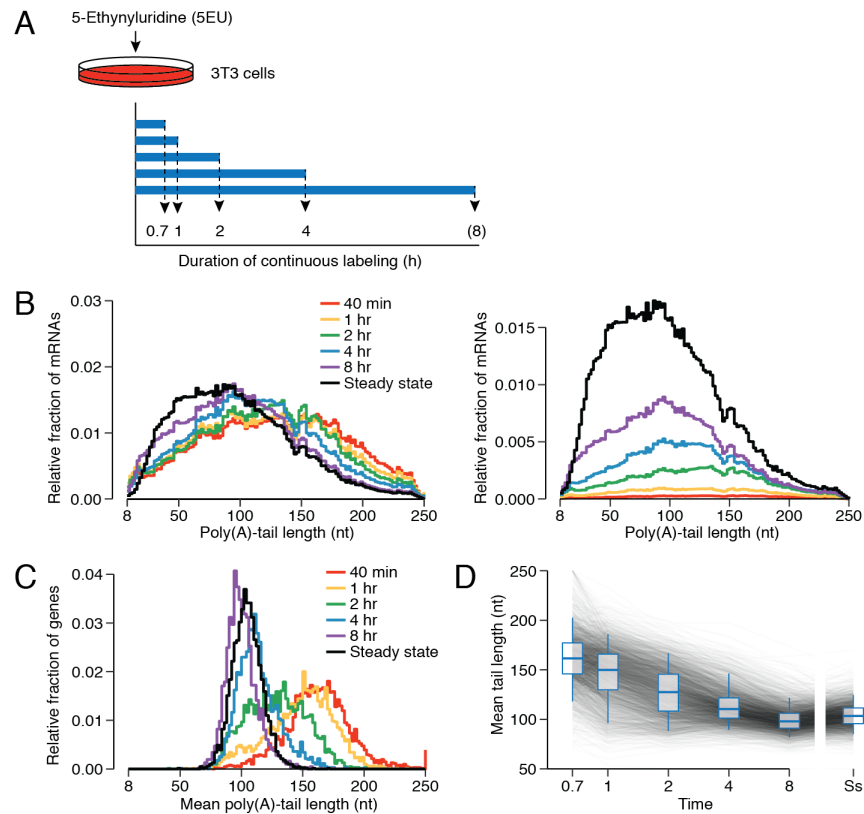 A
5-Ethynyluridine (5EU)
3T3 cells
0.7 1 2 4 (8)
Duration of continuous labeling (h)
B
Relative fraction of mRNAs
0.03
0.02
0.01
0.00
8 50 100 150 200 250
Poly(A)-tail length (nt)
40 min
1 hr
2 hr
4 hr
8 hr
Steady state
Relative fraction of mRNAs
0.015
0.010
0.005
0.000
8 50 100 150 200 250
Poly(A)-tail length (nt)
C
Relative fraction of genes
0.04
0.03
0.02
0.01
0.00
8 50 100 150 200 250
Mean poly(A)-tail length (nt)
40 min
1 hr
2 hr
4 hr
8 hr
Steady state
D
Mean tail length (nt)
250
200
150
100
50
0.7 1 2 4 8 Ss
Time